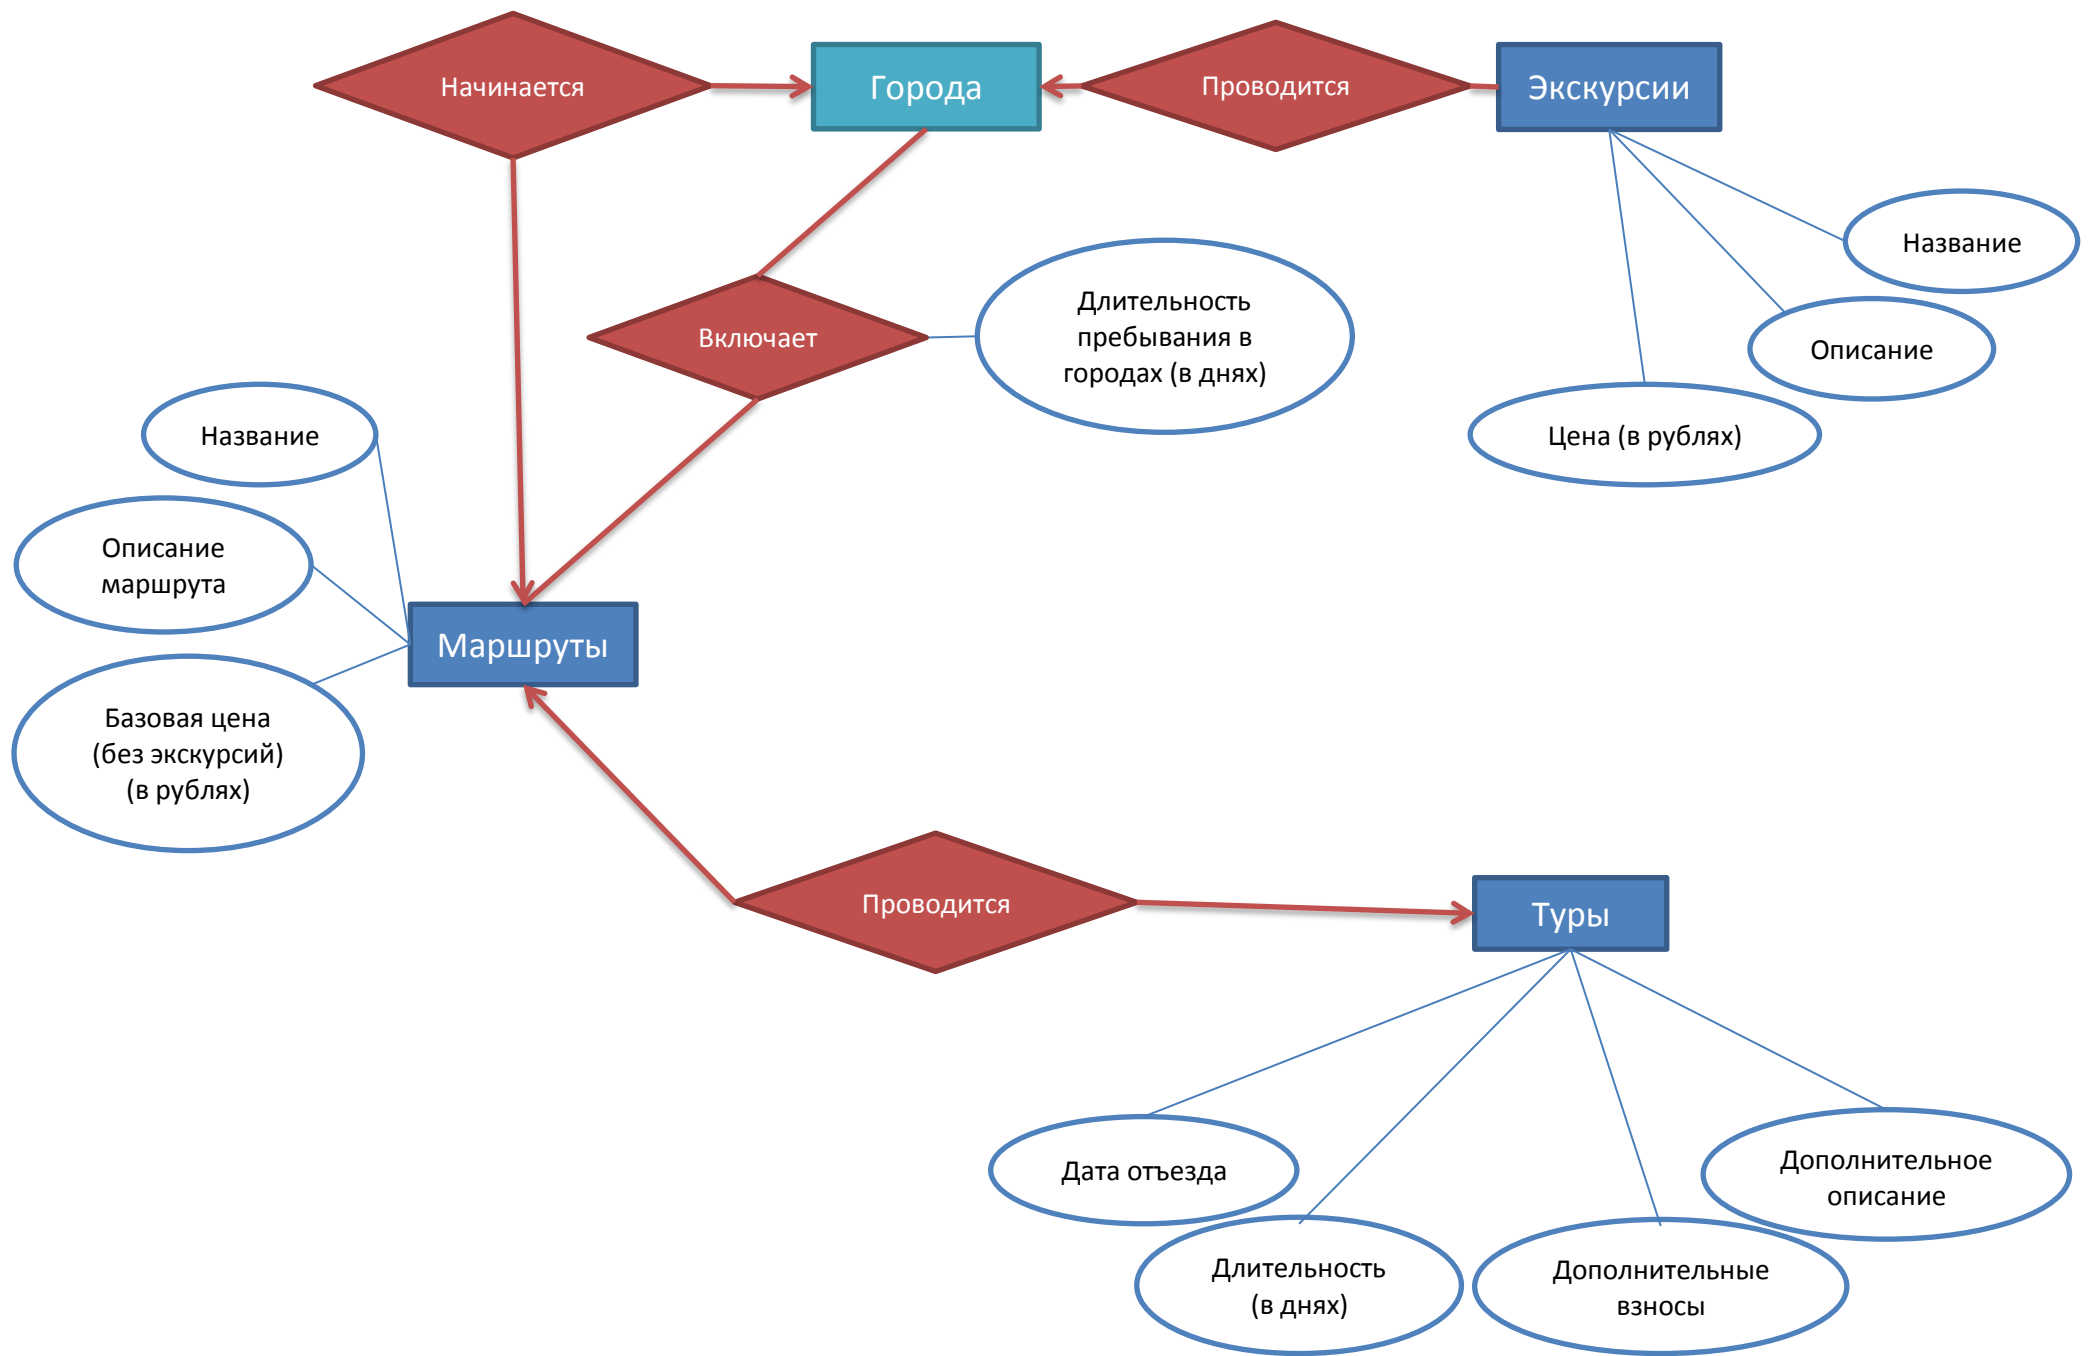 Начинается
Города
Проводится
Экскурсии
Название
Описание
Цена (в рублях)
Включает
Длительность
пребывания в
городах (в днях)
Название
Описание
маршрута
Базовая цена
(без экскурсий)
(в рублях)
Маршруты
Проводится
Туры
Дата отъезда
Длительность
(в днях)
Дополнительные
взносы
Дополнительное
описание